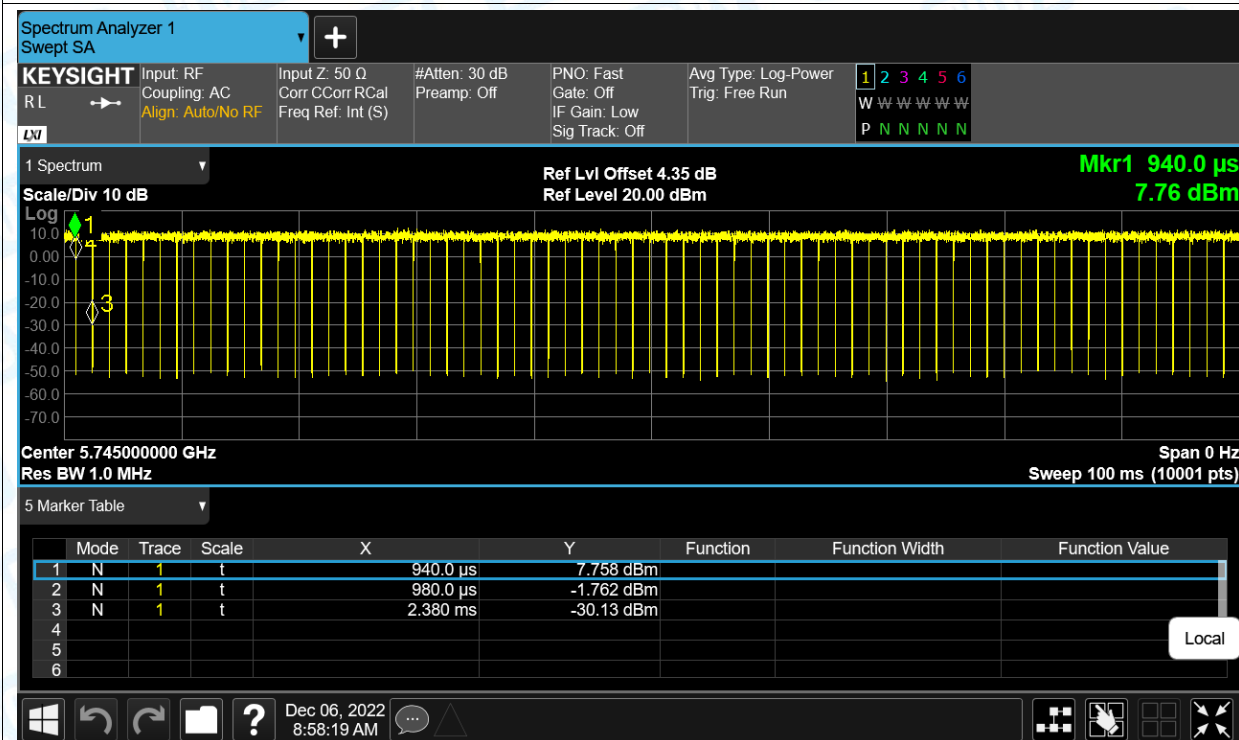 Spectrum Analyzer 1
Swept SA
+
KEYSIGHT Input: RF Input Z: 50 Ω #Atten: 30 dB PNO: Fast Avg Type: Log-Power 1 2 3 4 5 6
R L Coupling: AC Corr CCorr RCal Preamp: Off Gate: Off Trig: Free Run W W W W W W
Align: Auto/No RF Freq Ref: Int (S) IF Gain: Low P N N N N N
LXI Sig Track: Off
1 Spectrum Ref Lvl Offset 4.35 dB Mkr1 940.0 µs
Scale/Div 10 dB Ref Level 20.00 dBm 7.76 dBm
Log 1
10.0
0.00
-10.0
-20.0 3
-30.0
-40.0
-50.0
-60.0
-70.0
Center 5.745000000 GHz Span 0 Hz
Res BW 1.0 MHz Sweep 100 ms (10001 pts)
5 Marker Table
Mode Trace Scale X Y Function Function Width Function Value
1 N 1 t 940.0 µs 7.758 dBm
2 N 1 t 980.0 µs -1.762 dBm
3 N 1 t 2.380 ms -30.13 dBm
4
5
6
Local
? Dec 06, 2022
8:58:19 AM